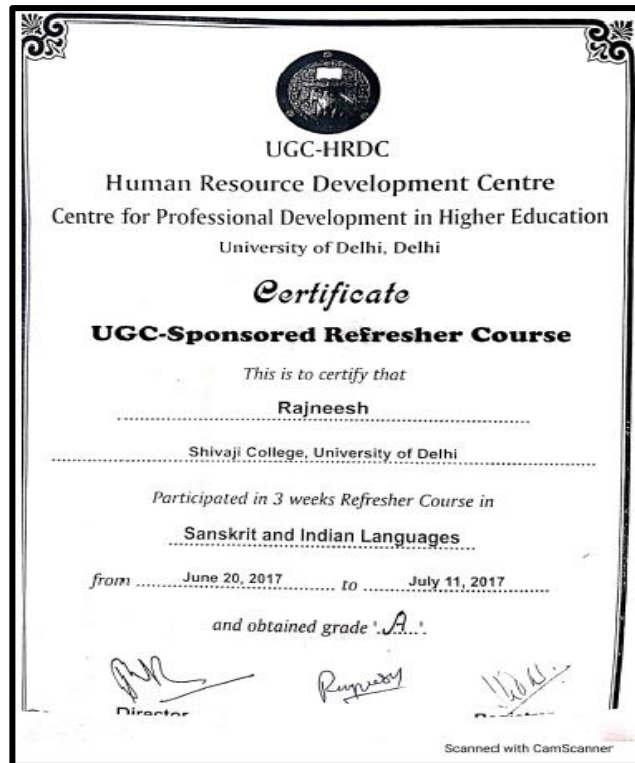 UGC-HRDC
Human Resource Development Centre
Centre for Professional Development in Higher Education
University of Delhi, Delhi
Certificate
UGC-Sponsored Refresher Course
This is to certify that
Rajneesh
Shivaji College, University of Delhi
Participated in 3 weeks Refresher Course in
Sanskrit and Indian Languages
from June 20, 2017 to July 11, 2017
and obtained grade 'A'.
Director
Scanned with CamScanner